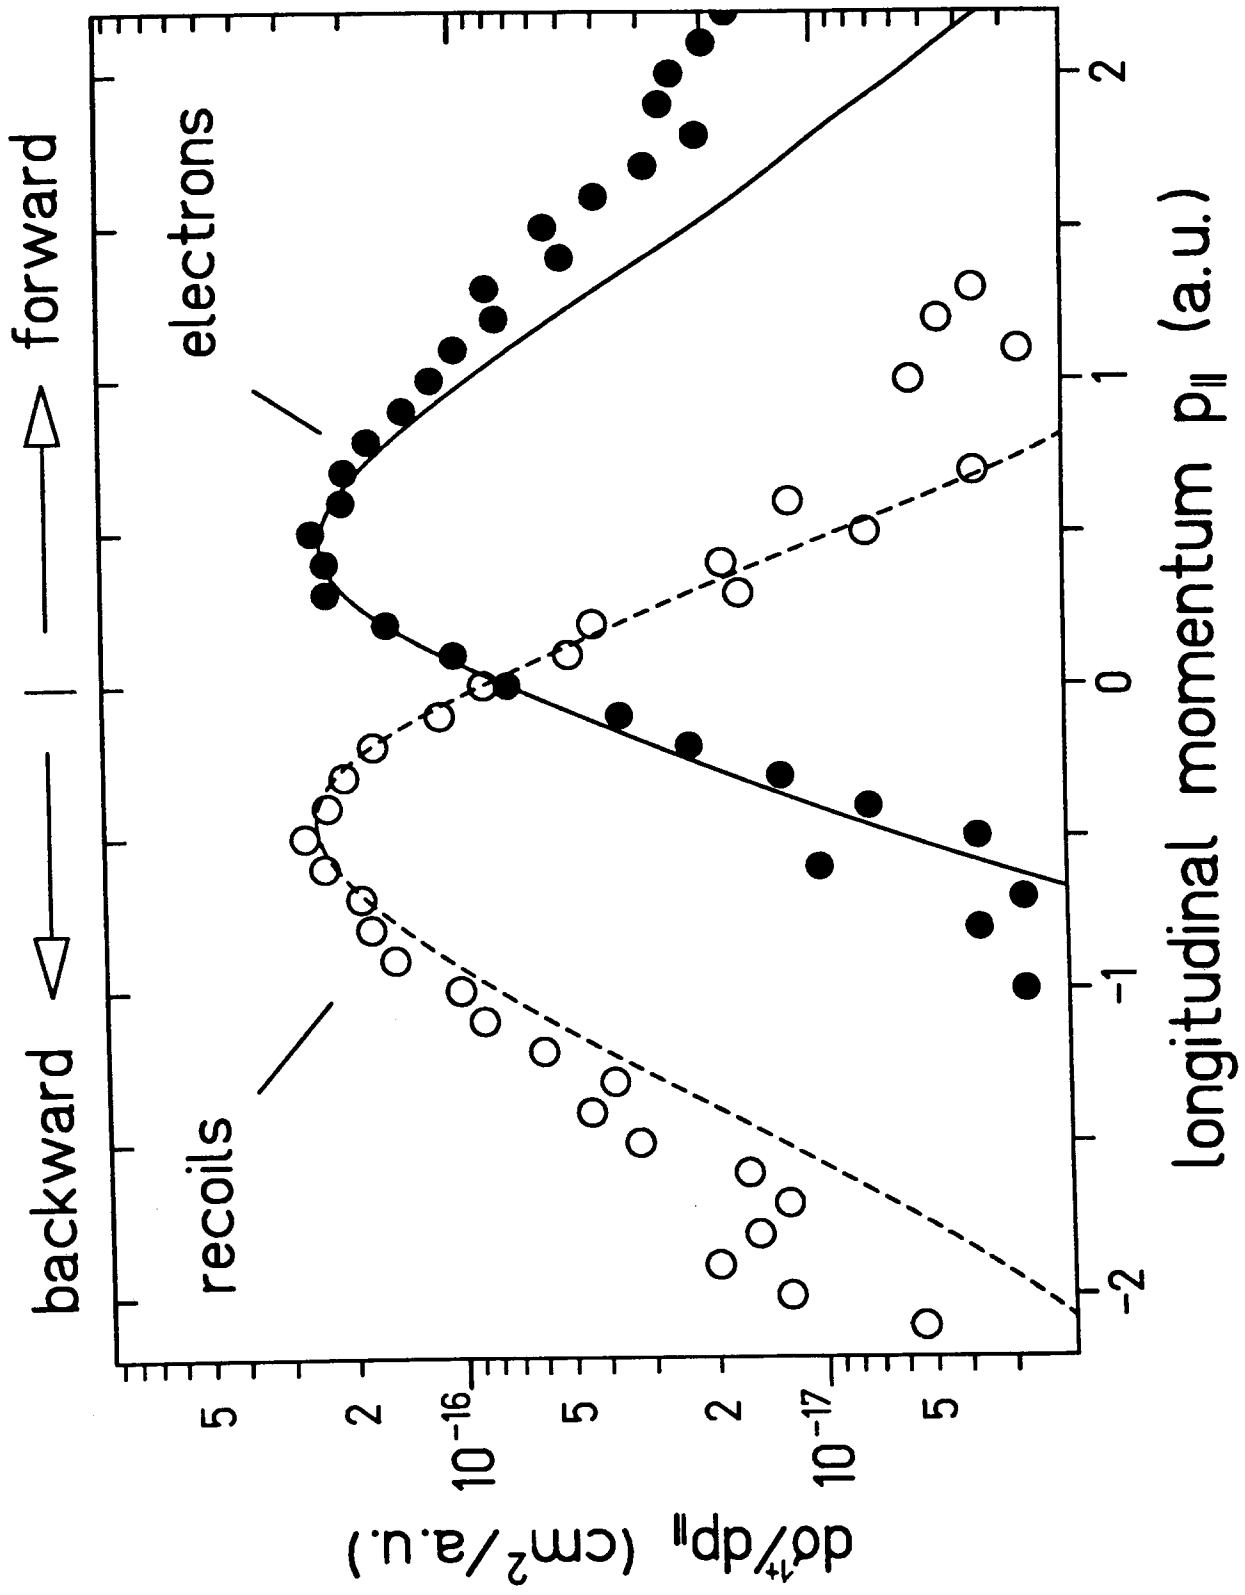 backward forward
recoils
electrons
5
2
10⁻¹⁶
5
2
10⁻¹⁷
5
-2 -1 0 1 2
longitudinal momentum p|| (a.u.)
dσ¹⁺/dp|| (cm²/a.u.)